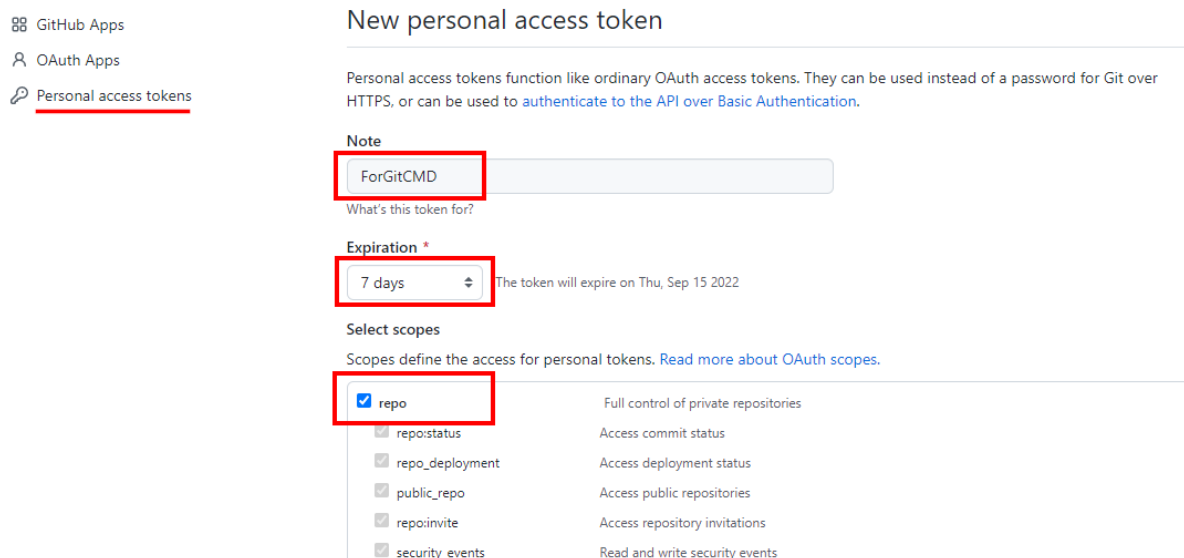 GitHub Apps
OAuth Apps
Personal access tokens
New personal access token
Personal access tokens function like ordinary OAuth access tokens. They can be used instead of a password for Git over
HTTPS, or can be used to authenticate to the API over Basic Authentication.
Note
ForGitCMD
What's this token for?
Expiration *
7 days The token will expire on Thu, Sep 15 2022
Select scopes
Scopes define the access for personal tokens. Read more about OAuth scopes.
repo Full control of private repositories
repo:status Access commit status
repo_deployment Access deployment status
public_repo Access public repositories
repo:invite Access repository invitations
security_events Read and write security events